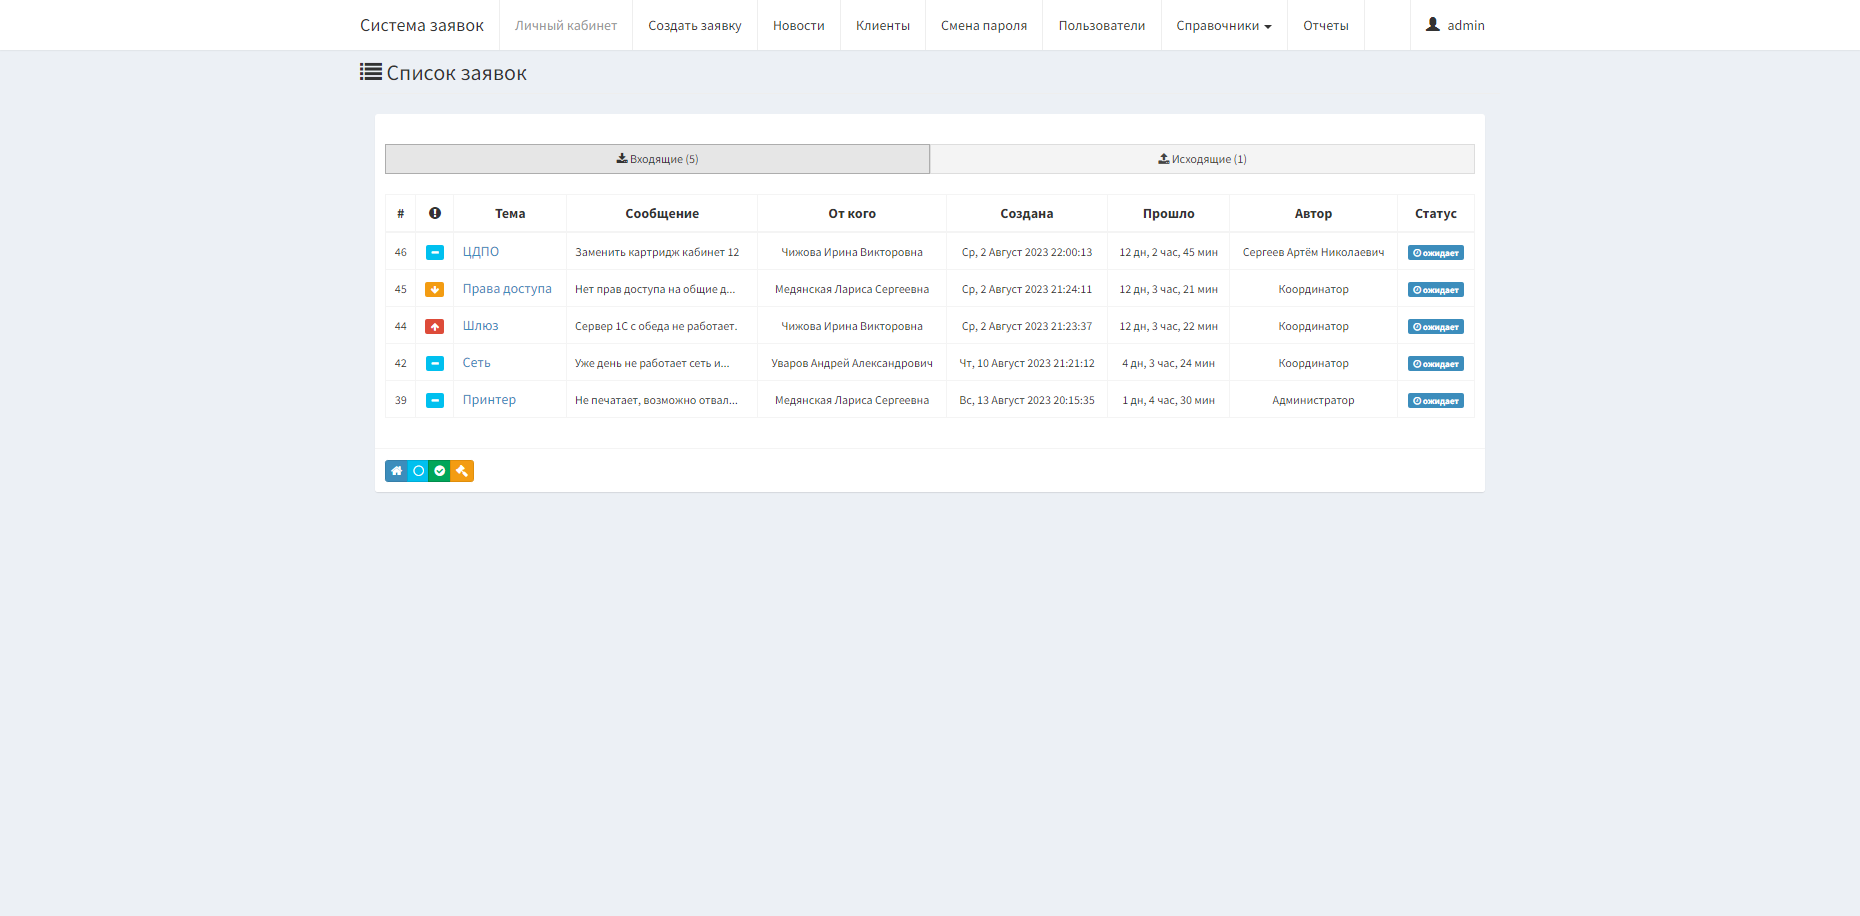 Система заявок Личный кабинет Создать заявку Новости Клиенты Смена пароля Пользователи Справочники Отчеты admin
Список заявок
Входящие (5) Исходящие (1)
# Тема Сообщение От кого Создана Прошло Автор Статус
46 ЦДПО Заменить картридж кабинет 12 Чижова Ирина Викторовна Ср, 2 Август 2023 22:00:13 12 дн, 2 час, 45 мин Сергеев Артём Николаевич ожидает
45 Права доступа Нет прав доступа на общие д... Медянская Лариса Сергеевна Ср, 2 Август 2023 21:24:11 12 дн, 3 час, 21 мин Координатор ожидает
44 Шлюз Сервер 1С с обеда не работает. Чижова Ирина Викторовна Ср, 2 Август 2023 21:23:37 12 дн, 3 час, 22 мин Координатор ожидает
42 Сеть Уже день не работает сеть и... Уваров Андрей Александрович Чт, 10 Август 2023 21:21:12 4 дн, 3 час, 24 мин Координатор ожидает
39 Принтер Не печатает, возможно отвал... Медянская Лариса Сергеевна Вс, 13 Август 2023 20:15:35 1 дн, 4 час, 30 мин Администратор ожидает